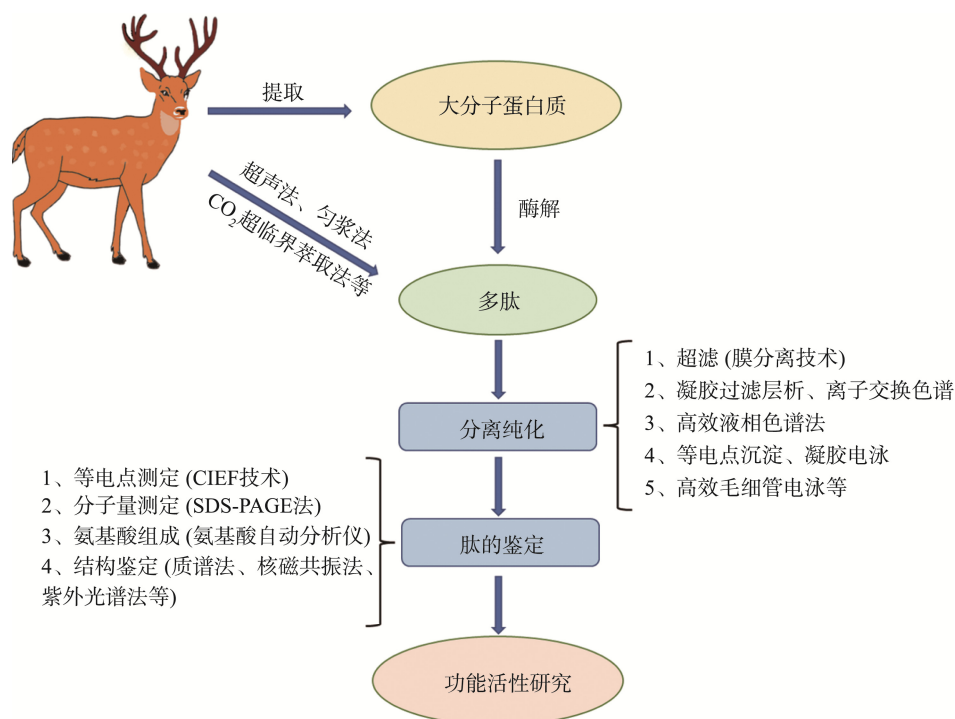 提取
大分子蛋白质
超声法、匀浆法
CO₂超临界萃取法等
酶解
多肽
1、超滤 (膜分离技术)
2、凝胶过滤层析、离子交换色谱
3、高效液相色谱法
4、等电点沉淀、凝胶电泳
5、高效毛细管电泳等
分离纯化
1、等电点测定 (CIEF技术)
2、分子量测定 (SDS-PAGE法)
3、氨基酸组成 (氨基酸自动分析仪)
4、结构鉴定 (质谱法、核磁共振法、
紫外光谱法等)
肽的鉴定
功能活性研究